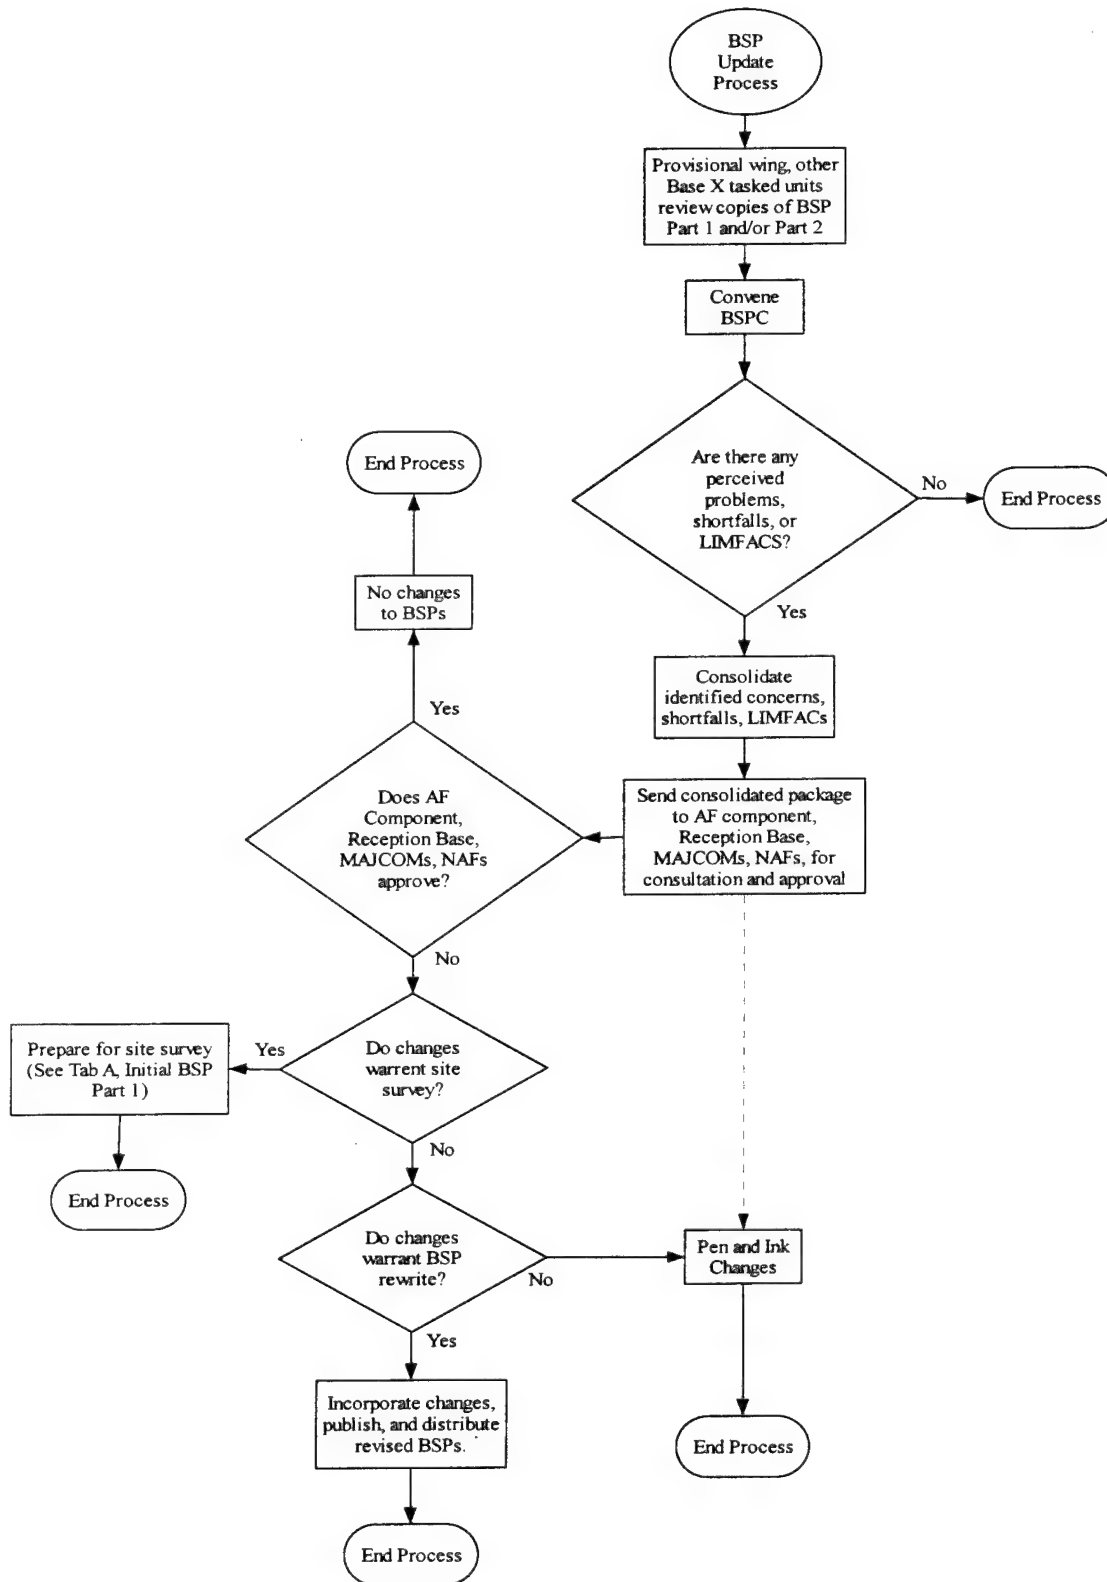 BSP
Update
Process
Provisional wing, other
Base X tasked units
review copies of BSP
Part 1 and/or Part 2
Convene
BSPC
Are there any
perceived
problems,
shortfalls, or
LIMFACS?
No
End Process
Yes
Consolidate
identified concerns,
shortfalls, LIMFACs
Send consolidated package
to AF component,
Reception Base,
MAJCOMs, NAFs, for
consultation and approval
Does AF
Component,
Reception Base,
MAJCOMs, NAFs
approve?
Yes
No changes
to BSPs
End Process
No
Do changes
warrent site
survey?
Yes
Prepare for site survey
(See Tab A, Initial BSP
Part 1)
End Process
No
Do changes
warrant BSP
rewrite?
No
Pen and Ink
Changes
End Process
Yes
Incorporate changes,
publish, and distribute
revised BSPs.
End Process